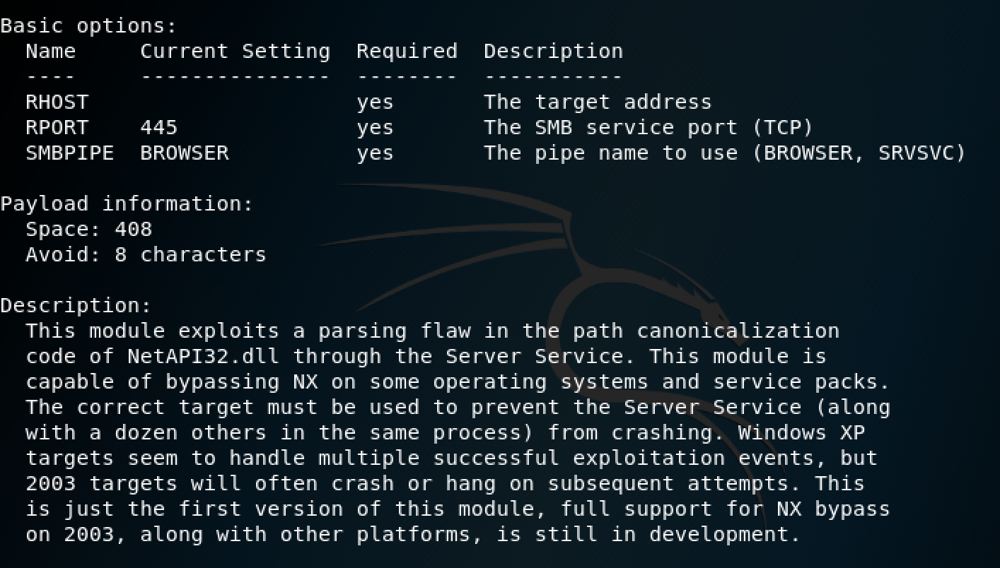 Basic options:
  Name     Current Setting  Required  Description
  ----     ---------------  --------  -----------
  RHOST                     yes       The target address
  RPORT    445              yes       The SMB service port (TCP)
  SMBPIPE  BROWSER          yes       The pipe name to use (BROWSER, SRVSVC)

Payload information:
  Space: 408
  Avoid: 8 characters

Description:
  This module exploits a parsing flaw in the path canonicalization
  code of NetAPI32.dll through the Server Service. This module is
  capable of bypassing NX on some operating systems and service packs.
  The correct target must be used to prevent the Server Service (along
  with a dozen others in the same process) from crashing. Windows XP
  targets seem to handle multiple successful exploitation events, but
  2003 targets will often crash or hang on subsequent attempts. This
  is just the first version of this module, full support for NX bypass
  on 2003, along with other platforms, is still in development.